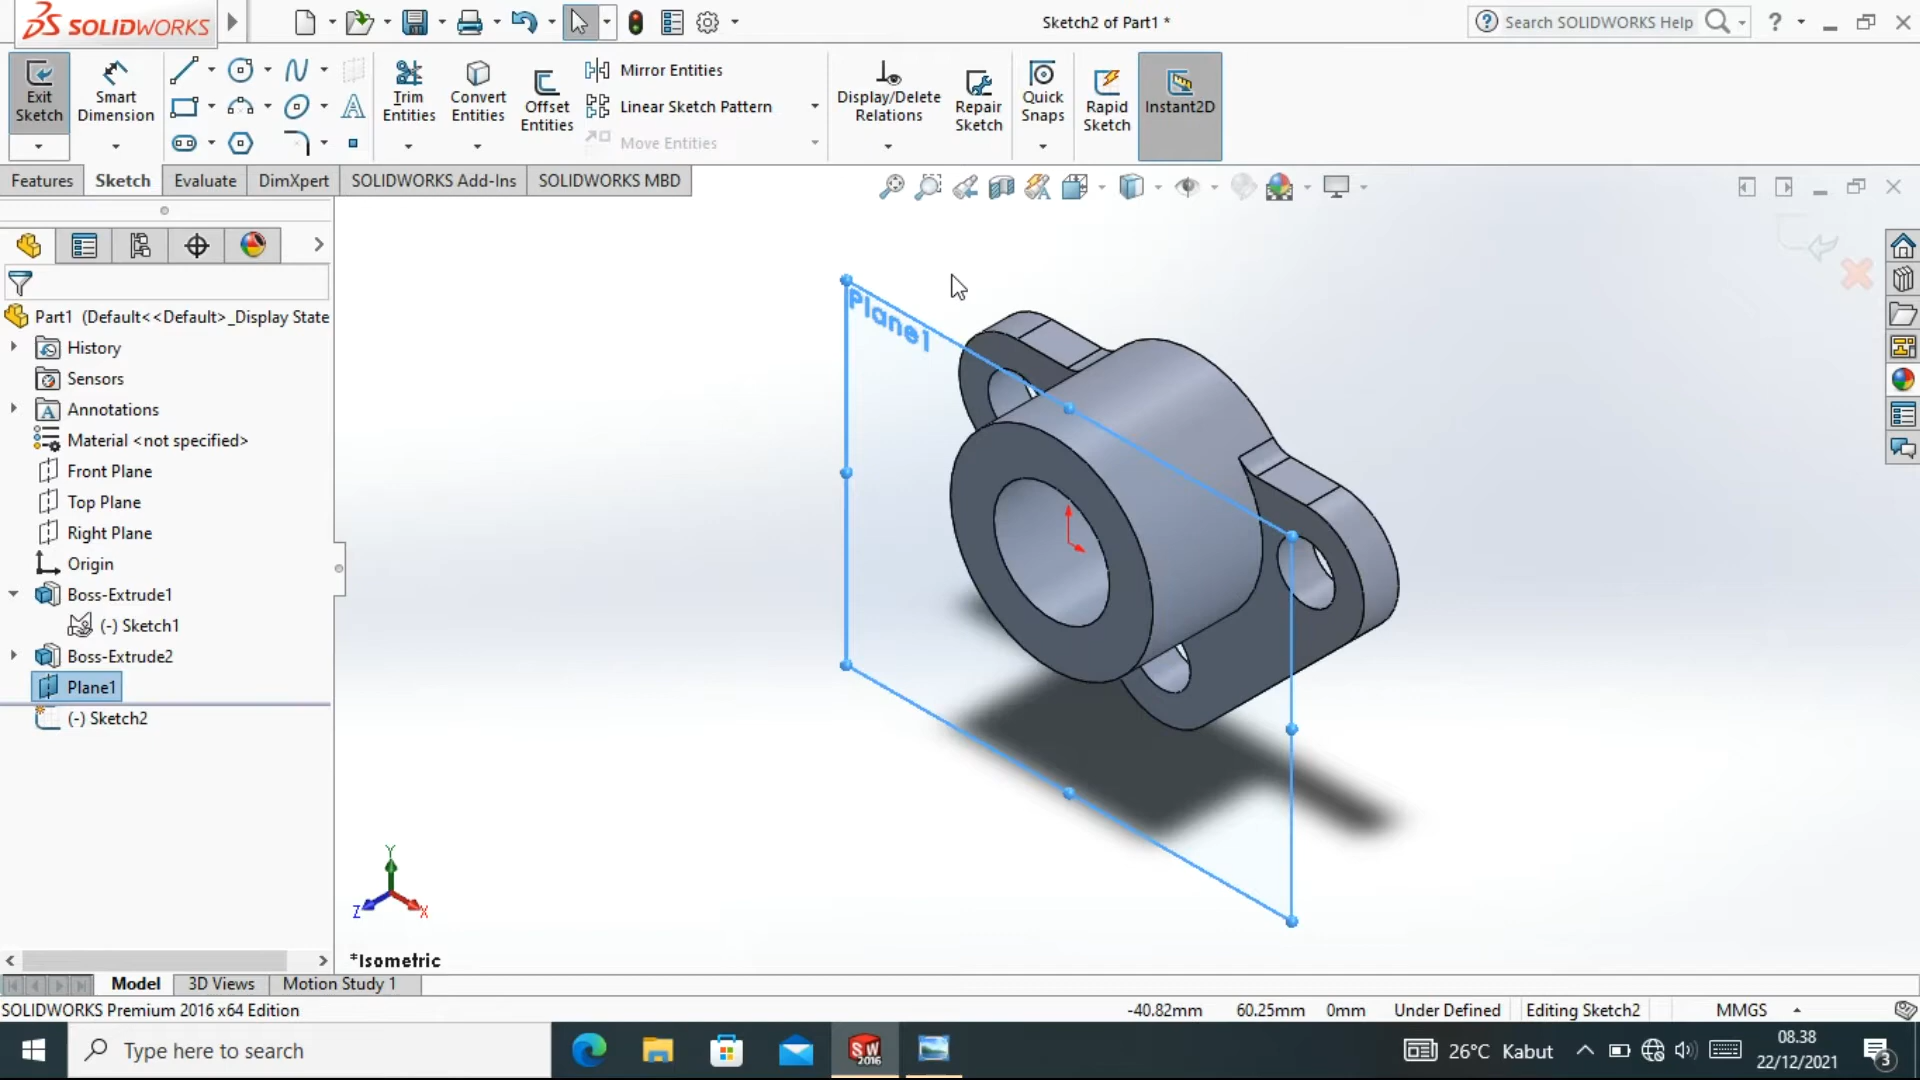 SOLIDWORKS
Sketch2 of Part1 *
Search SOLIDWORKS Help
?
Exit Sketch
Smart Dimension
Trim Entities
Convert Entities
Offset Entities
Mirror Entities
Linear Sketch Pattern
Move Entities
Display/Delete Relations
Repair Sketch
Quick Snaps
Rapid Sketch
Instant2D
Features
Sketch
Evaluate
DimXpert
SOLIDWORKS Add-Ins
SOLIDWORKS MBD
Part1 (Default<<Default>_Display State
History
Sensors
Annotations
Material <not specified>
Front Plane
Top Plane
Right Plane
Origin
Boss-Extrude1
(-) Sketch1
Boss-Extrude2
Plane1
(-) Sketch2
Plane1
Y
Z
X
*Isometric
Model
3D Views
Motion Study 1
SOLIDWORKS Premium 2016 x64 Edition
-40.82mm
60.25mm
0mm
Under Defined
Editing Sketch2
MMGS
Type here to search
SW
2016
26°C Kabut
08.38
22/12/2021
3